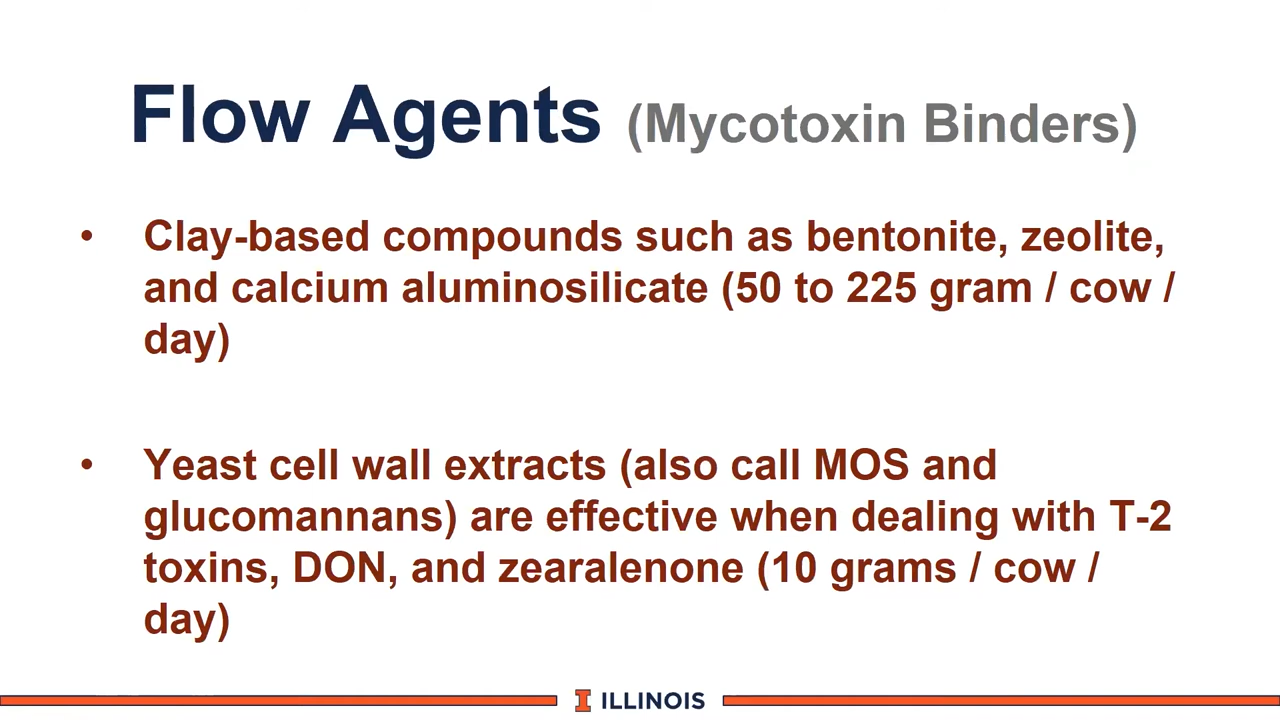 Flow Agents (Mycotoxin Binders)
• Clay-based compounds such as bentonite, zeolite,
and calcium aluminosilicate (50 to 225 gram / cow /
day)
• Yeast cell wall extracts (also call MOS and
glucomannans) are effective when dealing with T-2
toxins, DON, and zearalenone (10 grams / cow /
day)
I ILLINOIS